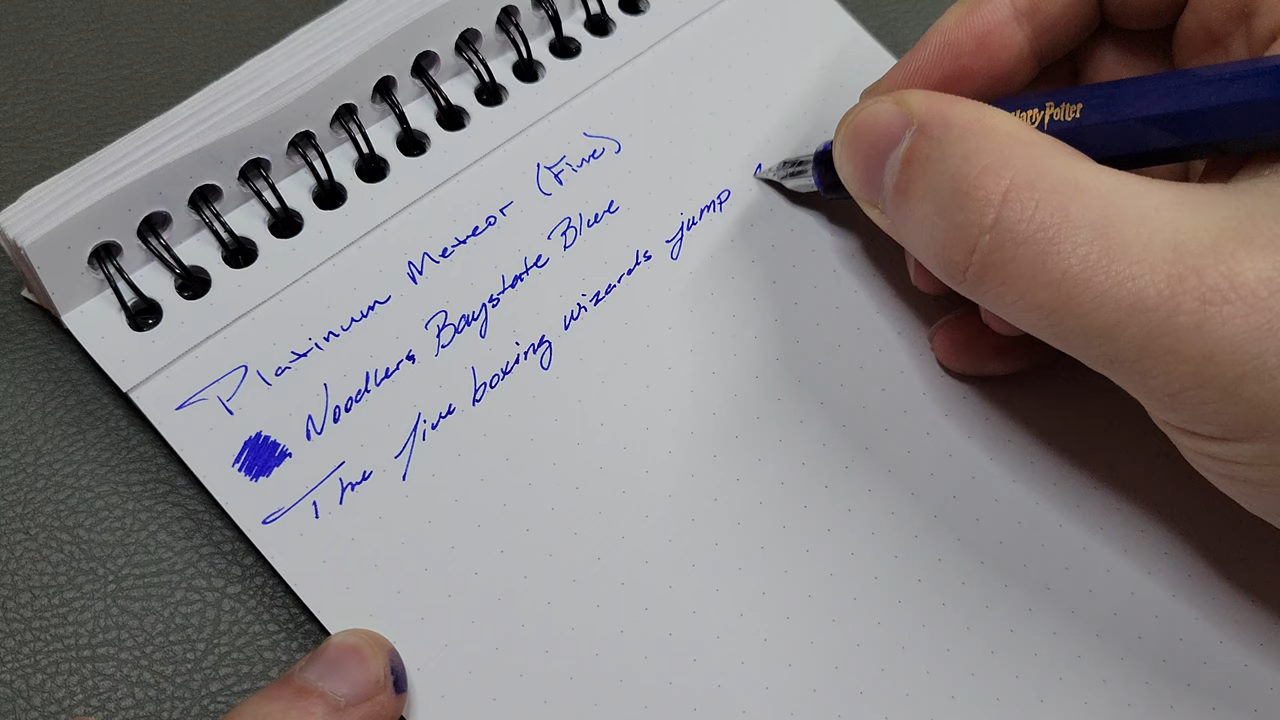 Platinum Meteor (Fine)
Noodlers Baystate Blue
The five boxing wizards jump
Harry Potter